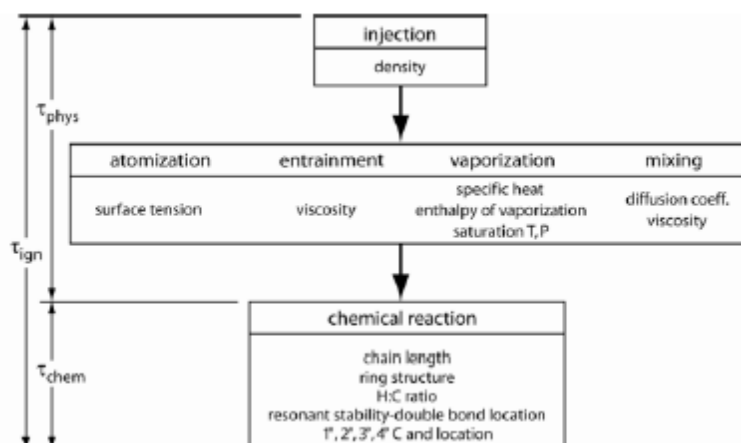 injection
density
τphys
atomization entrainment vaporization mixing
surface tension viscosity specific heat
enthalpy of vaporization
saturation T,P diffusion coeff.
viscosity
τign
chemical reaction
τchem
chain length
ring structure
H:C ratio
resonant stability-double bond location
1°, 2°, 3°, 4° C and location